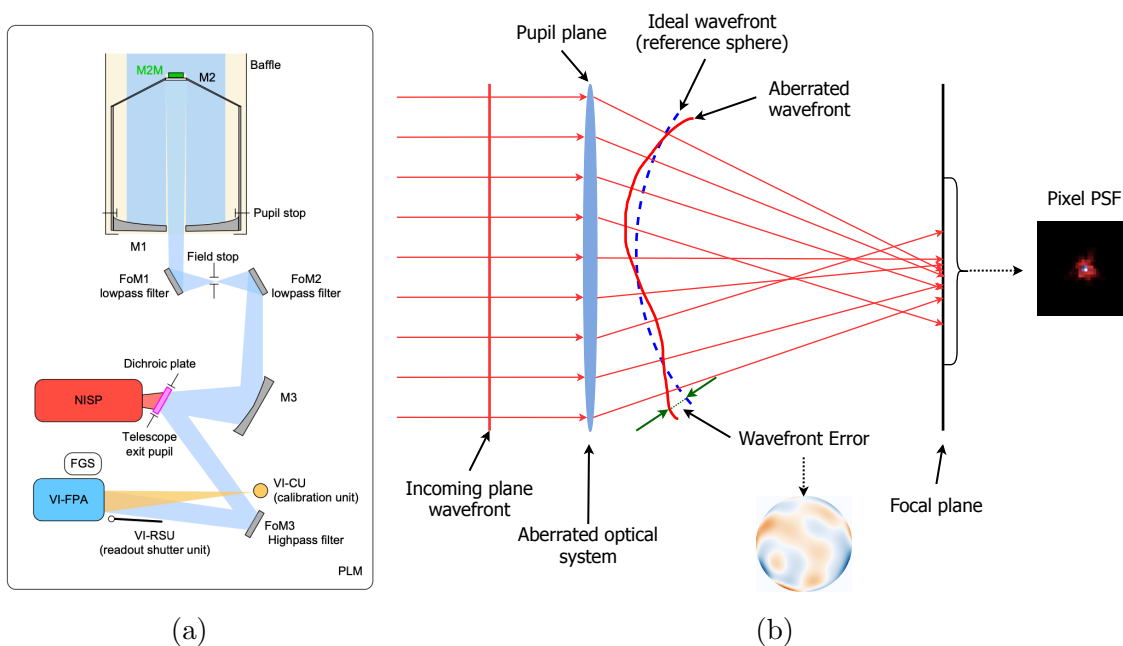 M2M
M2
Baffle
Pupil stop
M1
Field stop
FoM1
lowpass filter
FoM2
lowpass filter
Dichroic plate
NISP
M3
Telescope
exit pupil
FGS
VI-FPA
VI-CU
(calibration unit)
VI-RSU
(readout shutter unit)
FoM3
Highpass filter
PLM
(a)
Pupil plane
Ideal wavefront
(reference sphere)
Aberrated
wavefront
Pixel PSF
Wavefront Error
Incoming plane
wavefront
Aberrated optical
system
Focal plane
(b)